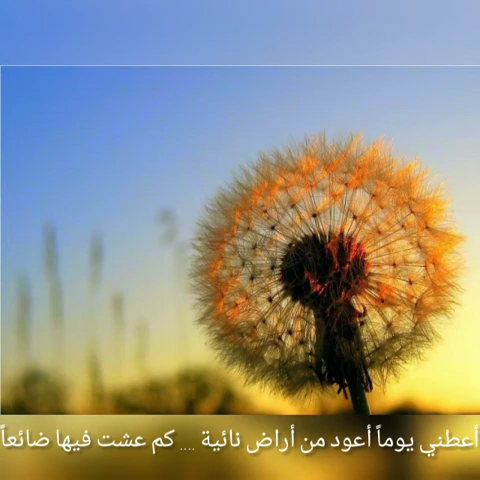 أعطني يوماً أعود من أراض نائية .... كم عشت فيها ضائعاً